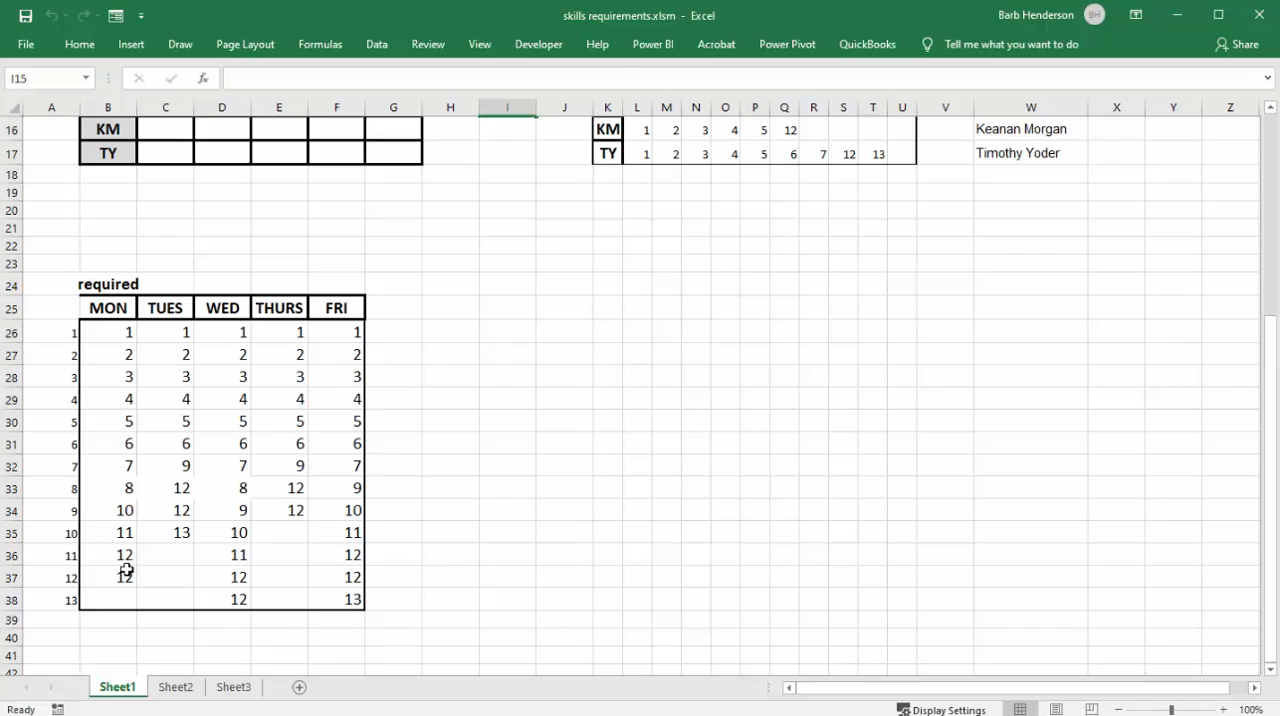 skills requirements.xlsm - Excel
Barb Henderson BH
File Home Insert Draw Page Layout Formulas Data Review View Developer Help Power BI Acrobat Power Pivot QuickBooks Tell me what you want to do Share
I15 fx
A B C D E F G H I J K L M N O P Q R S T U V W X Y Z
16 KM KM 1 2 3 4 5 12 Keanan Morgan
17 TY TY 1 2 3 4 5 6 7 12 13 Timothy Yoder
18
19
20
21
22
23
24 required
25 MON TUES WED THURS FRI
26 1 1 1 1 1 1
27 2 2 2 2 2 2
28 3 3 3 3 3 3
29 4 4 4 4 4 4
30 5 5 5 5 5 5
31 6 6 6 6 6 6
32 7 7 9 7 9 7
33 8 8 12 8 12 9
34 9 10 12 9 12 10
35 10 11 13 10 11
36 11 12 11 12
37 12 12 12 12
38 13 12 13
39
40
41
42
Sheet1 Sheet2 Sheet3
Ready Display Settings 100%